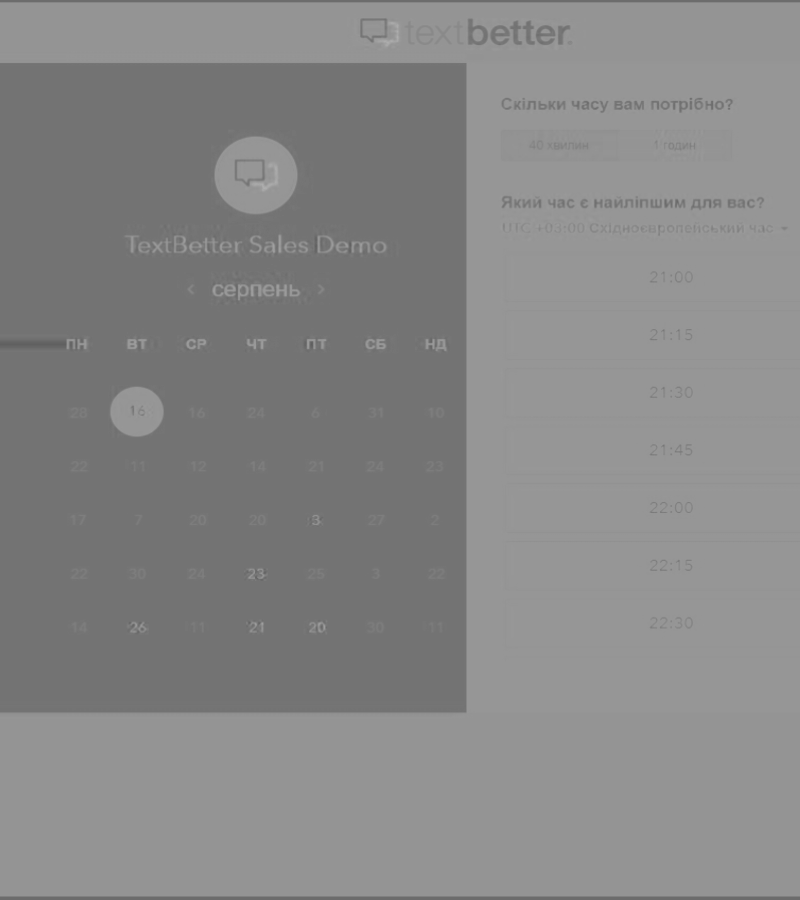 textbetter.
TextBetter Sales Demo
‹ серпень ›
ПН ВТ СР ЧТ ПТ СБ НД
28 16 16 24 6 31 10
22 11 12 14 21 24 23
17 7 20 20 3 27 2
22 30 24 23 25 3 22
14 26 11 21 20 30 11
Скільки часу вам потрібно?
40 хвилин 1 годин
Який час є найліпшим для вас?
UTC +03:00 Східноєвропейський час
21:00
21:15
21:30
21:45
22:00
22:15
22:30